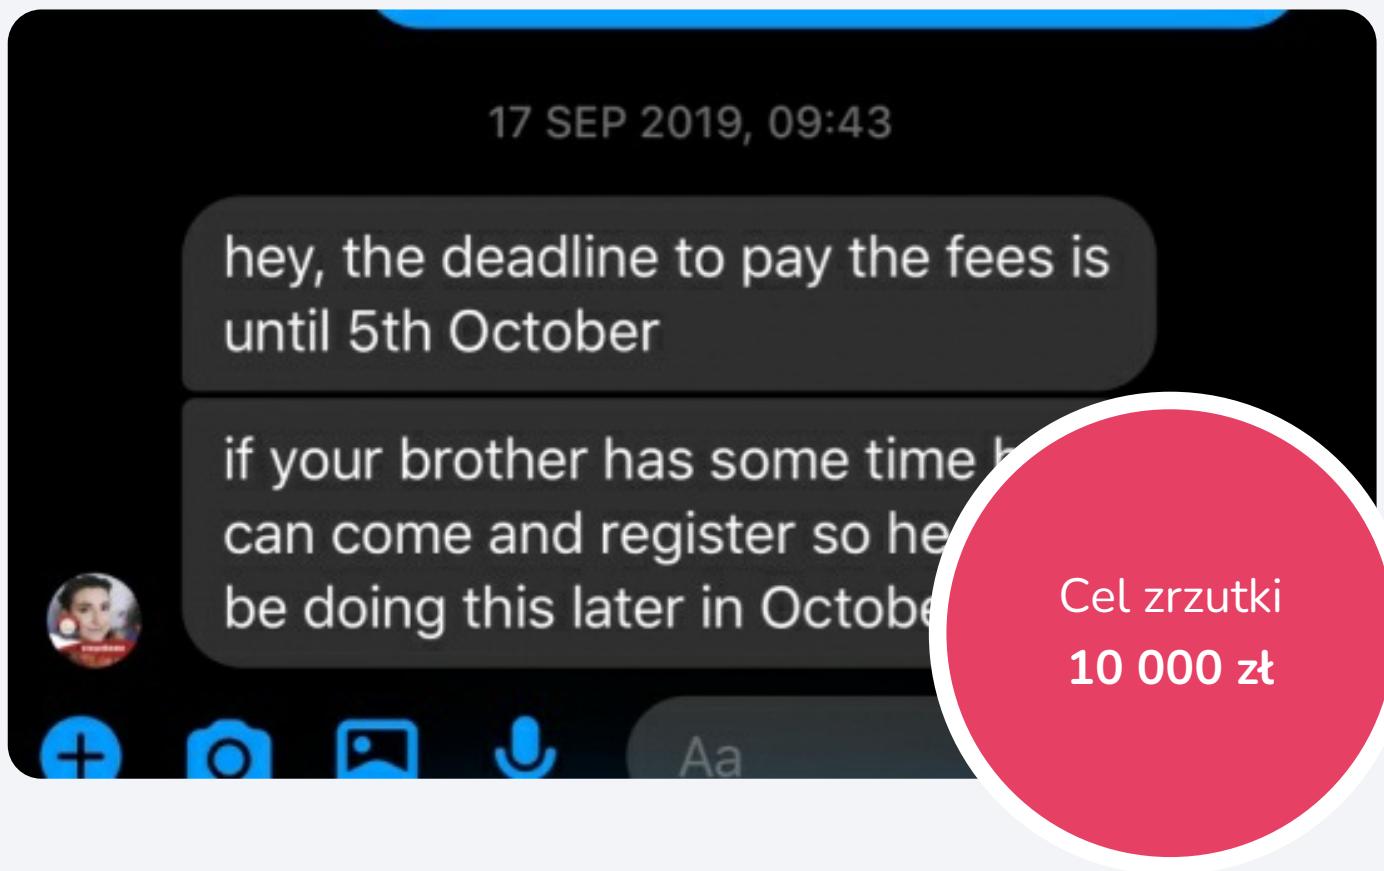 17 SEP 2019, 09:43
hey, the deadline to pay the fees is
until 5th October
if your brother has some time
can come and register so he
be doing this later in
Aa
Cel zrzutki
10 000 zł